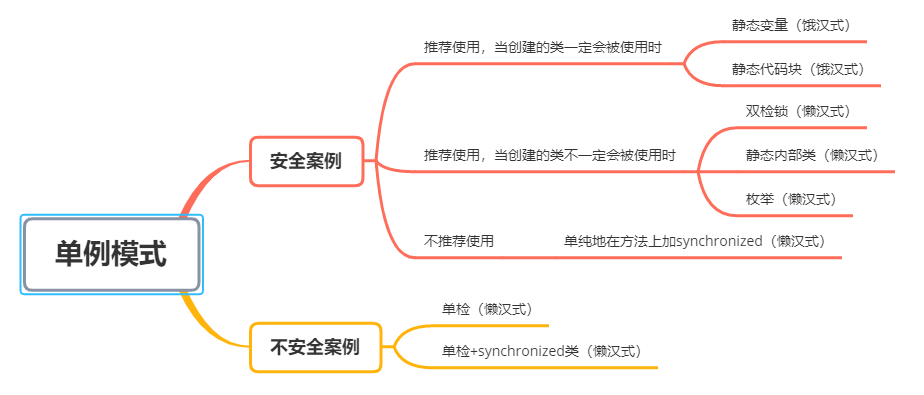 单例模式
安全案例
推荐使用，当创建的类一定会被使用时
静态变量（饿汉式）
静态代码块（饿汉式）
推荐使用，当创建的类不一定会被使用时
双检锁（懒汉式）
静态内部类（懒汉式）
枚举（懒汉式）
不推荐使用
单纯地在方法上加synchronized（懒汉式）
不安全案例
单检（懒汉式）
单检+synchronized类（懒汉式）